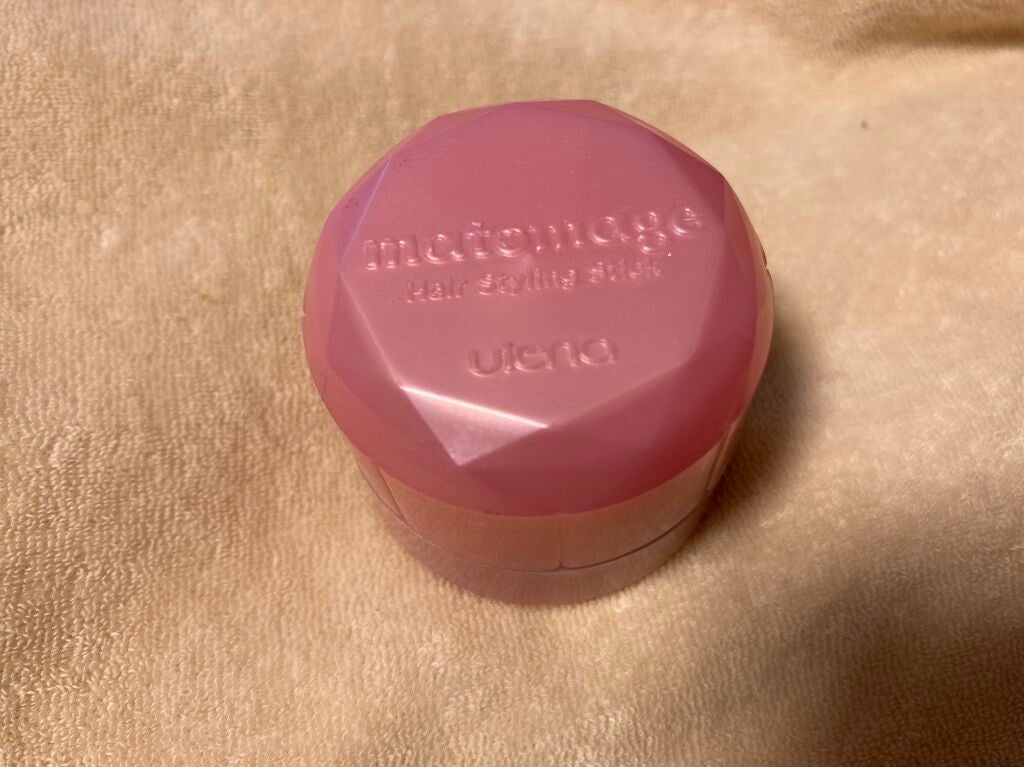 matomage
Hair Styling Stick
utena